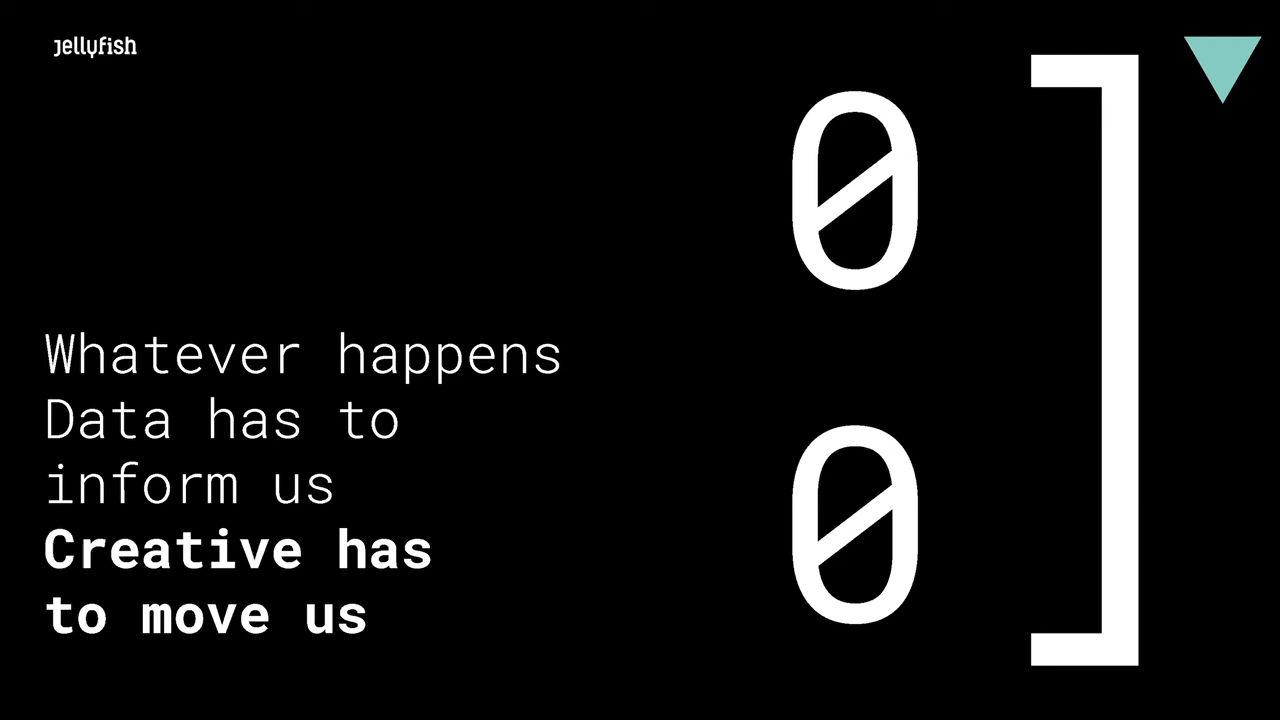 jellyfish
Whatever happens
Data has to
inform us
Creative has
to move us
0
0
]